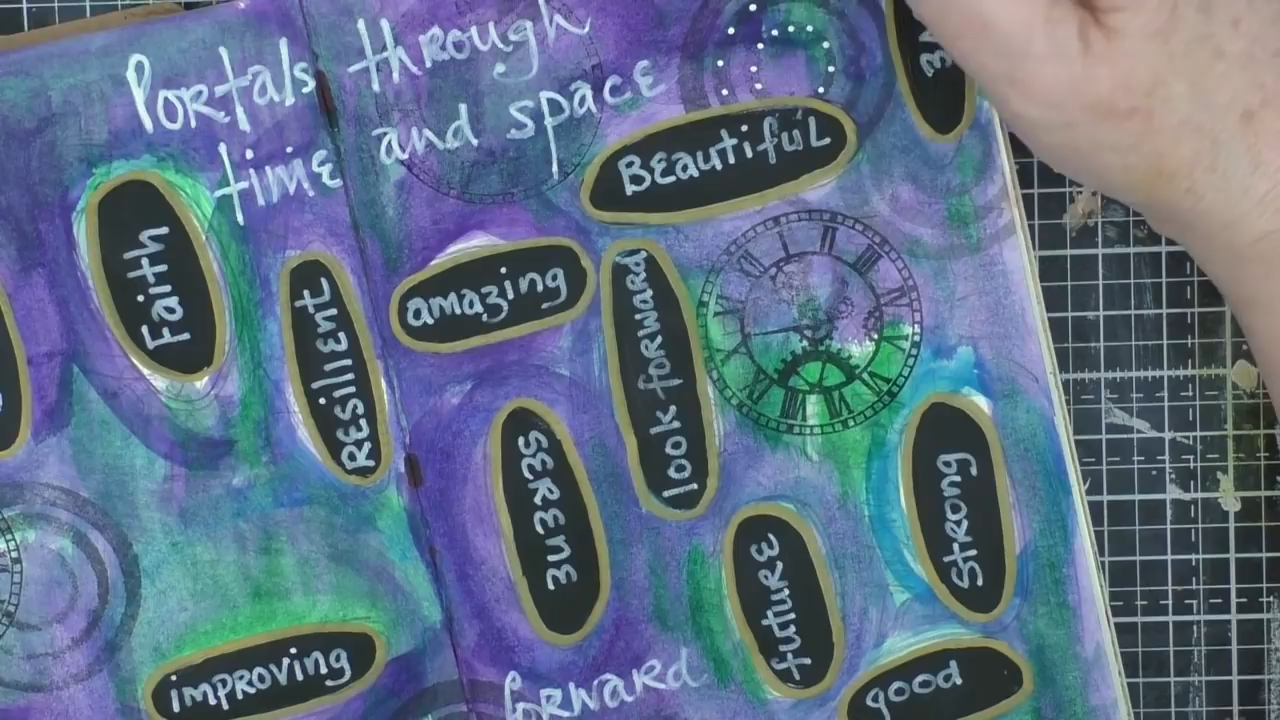 Portals through
time and space
Beautiful
Faith
Resilient
amazing
look forward
serene
future
strong
improving
forward
good